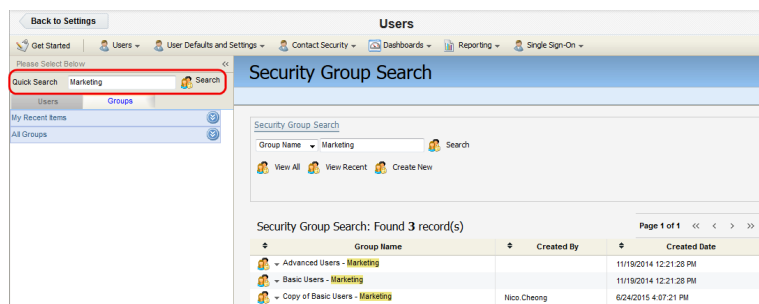 Back to Settings
Users
Get Started Users User Defaults and Settings Contact Security Dashboards Reporting Single Sign-On
Please Select Below <<
Quick Search Marketing Search
Users Groups
My Recent Items
All Groups
Security Group Search
Security Group Search
Group Name Marketing Search
View All View Recent Create New
Security Group Search: Found 3 record(s) Page 1 of 1 << < > >>
Group Name Created By Created Date
Advanced Users - Marketing 11/19/2014 12:21:28 PM
Basic Users - Marketing 11/19/2014 12:21:28 PM
Copy of Basic Users - Marketing Nico.Cheong 6/24/2015 4:07:21 PM